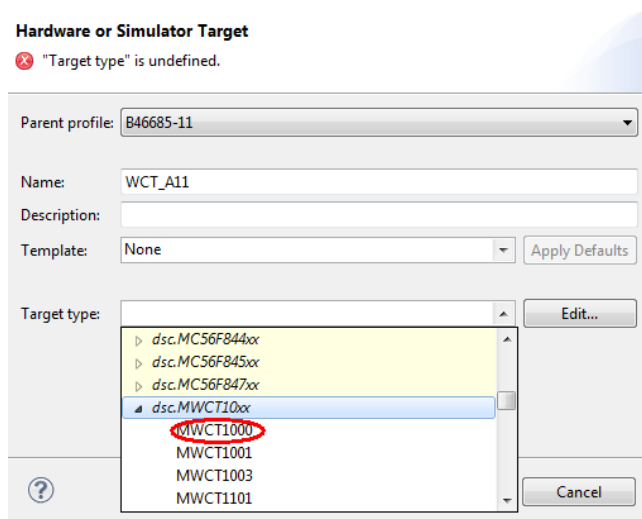 Hardware or Simulator Target
"Target type" is undefined.
Parent profile: B46685-11
Name: WCT_A11
Description:
Template: None Apply Defaults
Target type: Edit...
dsc.MC56F844xx
dsc.MC56F845xx
dsc.MC56F847xx
dsc.MWCT10xx
MWCT1000
MWCT1001
MWCT1003
MWCT1101
? Cancel